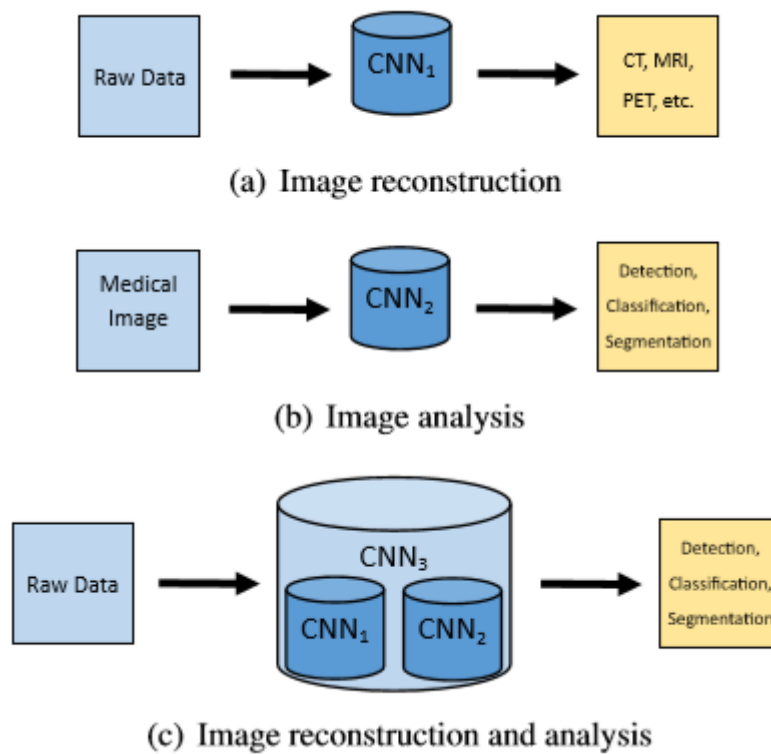 Raw Data
CNN₁
CT, MRI,
PET, etc.
(a) Image reconstruction
Medical
Image
CNN₂
Detection,
Classification,
Segmentation
(b) Image analysis
Raw Data
CNN₃
CNN₁
CNN₂
Detection,
Classification,
Segmentation
(c) Image reconstruction and analysis